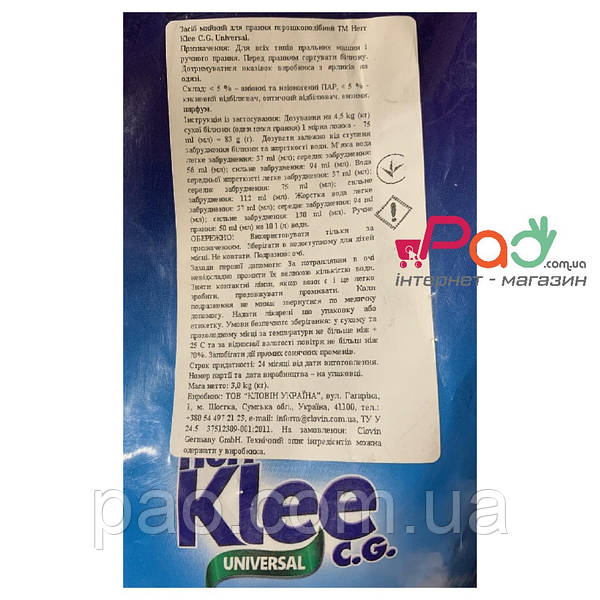 Засіб мийний для прання порошкоподібний ТМ Herr
Klee C.G. Universal.
Призначення: Для всіх типів пральних машин і
ручного прання. Перед пранням сортувати білизну.
Дотримуватися вказівок виробника з ярликів на
одязі.
Склад: < 5 % – аніонні та неіоногенні ПАР, < 5 % -
кисневий відбілювач, оптичний відбілювач, ензими,
парфум.
Інструкція із застосування: Дозування на 4,5 kg (кг)
сухої білизни (один цикл прання) 1 мірна ложка - 75
ml (мл) = 83 g (г). Дозувати залежно від ступеня
забруднення білизни та жорсткості води. М'яка вода
легке забруднення: 37 ml (мл); середнє забруднення:
56 ml (мл); сильне забруднення: 94 ml (мл). Вода
середньої жорсткості легке забруднення: 37 ml (мл);
середнє забруднення: 75 ml (мл); сильне
забруднення: 112 ml (мл). Жорстка вода легке
забруднення: 37 ml (мл); середнє забруднення: 94 ml
(мл); сильне забруднення: 130 ml (мл). Ручне
прання: 50 ml (мл) на 10 l (л) води.
ОБЕРЕЖНО: Використовувати тільки за
призначенням. Зберігати в недоступному для дітей
місці. Не ковтати. Подразнює очі.
Заходи першої допомоги: За потрапляння в очі
невідкладно промити їх великою кількістю води.
Зняти контактні лінзи, якщо вони є і це легко
зробити, продовжувати промивати. Коли
подразнення не минає звернутися по медичну
допомогу. Надати лікареві цю упаковку або
етикетку. Умови безпечного зберігання: у сухому та
прохолодному місці за температури не більше ніж +
25 С та за відносної вологості повітря не більш ніж
70%. Запобігати дії прямих сонячних променів.
Строк придатності: 24 місяці від дати виготовлення.
Номер партії та дата виробництва – на упаковці.
Маса нетто: 3,0 kg (кг).
Виробник: ТОВ "КЛОВІН УКРАЇНА", вул. Гагаріна,
1, м. Шостка, Сумська обл., Україна, 41100, тел.:
+380 54 497 21 23, e-mail: inform@clovin.com.ua, ТУ У
24.5 37512309-001:2011. На замовлення: Clovin
Germany GmbH. Технічний опис інгредієнтів можна
одержати у виробника.
Pao.com.ua
інтернет - магазин
Herr
Klee
C.G.
UNIVERSAL
pao.com.ua